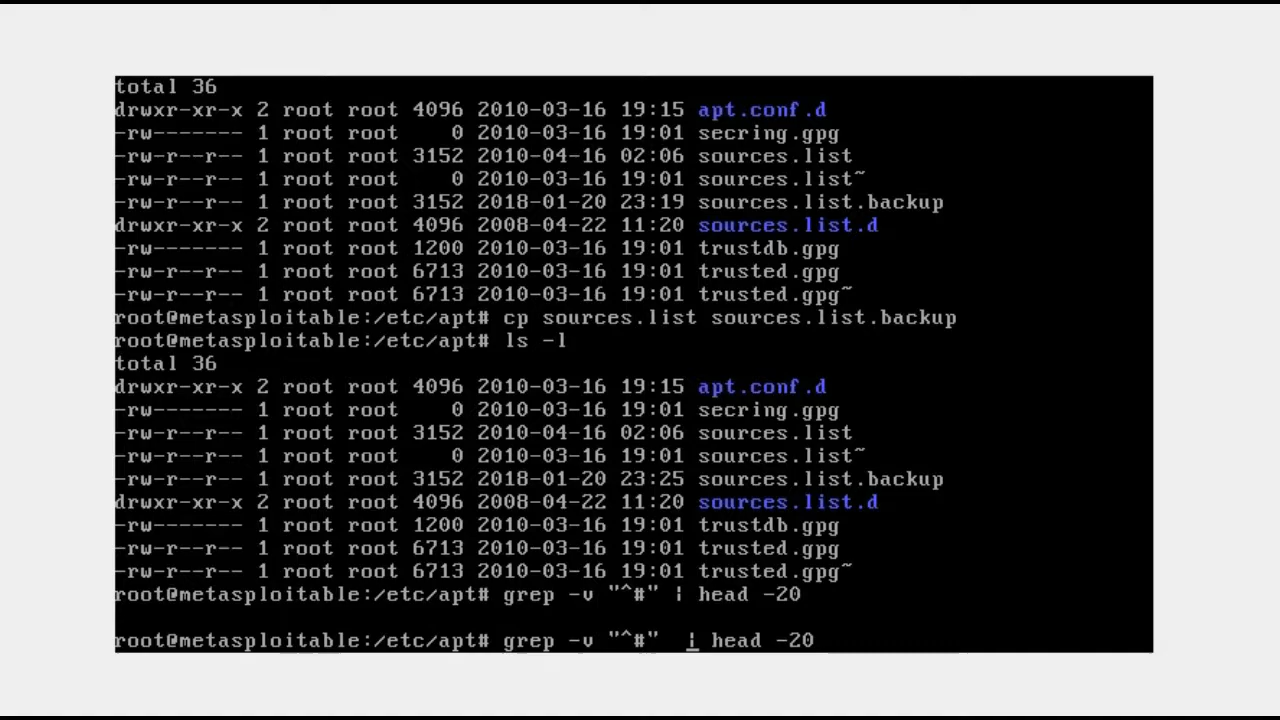 total 36
drwxr-xr-x 2 root root 4096 2010-03-16 19:15 apt.conf.d
-rw------- 1 root root    0 2010-03-16 19:01 secring.gpg
-rw-r--r-- 1 root root 3152 2010-04-16 02:06 sources.list
-rw-r--r-- 1 root root    0 2010-03-16 19:01 sources.list~
-rw-r--r-- 1 root root 3152 2018-01-20 23:19 sources.list.backup
drwxr-xr-x 2 root root 4096 2008-04-22 11:20 sources.list.d
-rw------- 1 root root 1200 2010-03-16 19:01 trustdb.gpg
-rw-r--r-- 1 root root 6713 2010-03-16 19:01 trusted.gpg
-rw-r--r-- 1 root root 6713 2010-03-16 19:01 trusted.gpg~
root@metasploitable:/etc/apt# cp sources.list sources.list.backup
root@metasploitable:/etc/apt# ls -l
total 36
drwxr-xr-x 2 root root 4096 2010-03-16 19:15 apt.conf.d
-rw------- 1 root root    0 2010-03-16 19:01 secring.gpg
-rw-r--r-- 1 root root 3152 2010-04-16 02:06 sources.list
-rw-r--r-- 1 root root    0 2010-03-16 19:01 sources.list~
-rw-r--r-- 1 root root 3152 2018-01-20 23:25 sources.list.backup
drwxr-xr-x 2 root root 4096 2008-04-22 11:20 sources.list.d
-rw------- 1 root root 1200 2010-03-16 19:01 trustdb.gpg
-rw-r--r-- 1 root root 6713 2010-03-16 19:01 trusted.gpg
-rw-r--r-- 1 root root 6713 2010-03-16 19:01 trusted.gpg~
root@metasploitable:/etc/apt# grep -v "^#" | head -20
root@metasploitable:/etc/apt# grep -v "^#"  | head -20